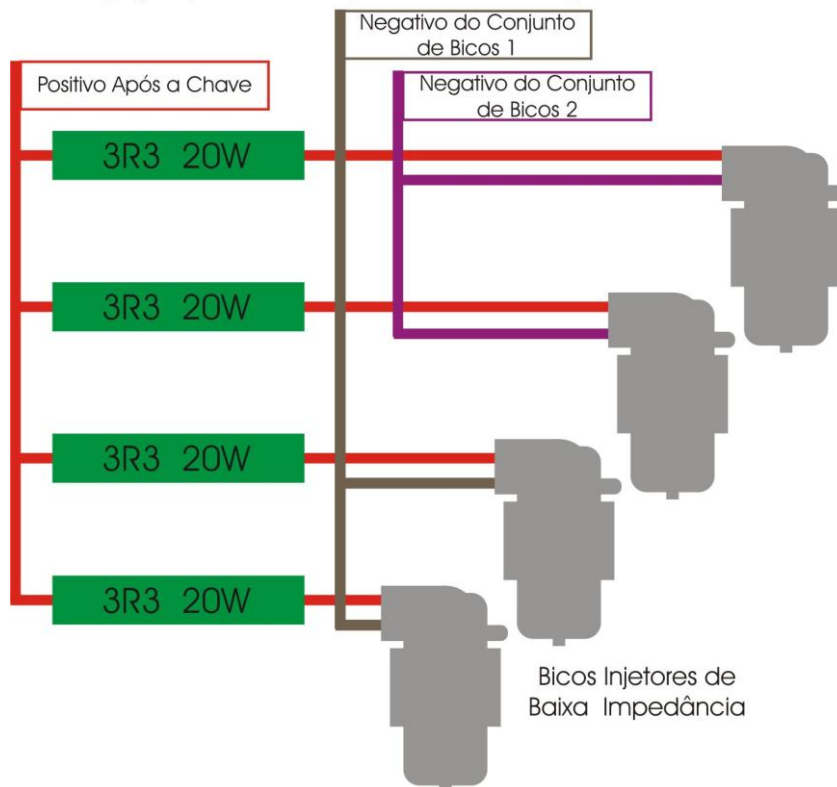 Negativo do Conjunto
de Bicos 1
Positivo Após a Chave
Negativo do Conjunto
de Bicos 2
3R3 20W
3R3 20W
3R3 20W
3R3 20W
Bicos Injetores de
Baixa Impedância